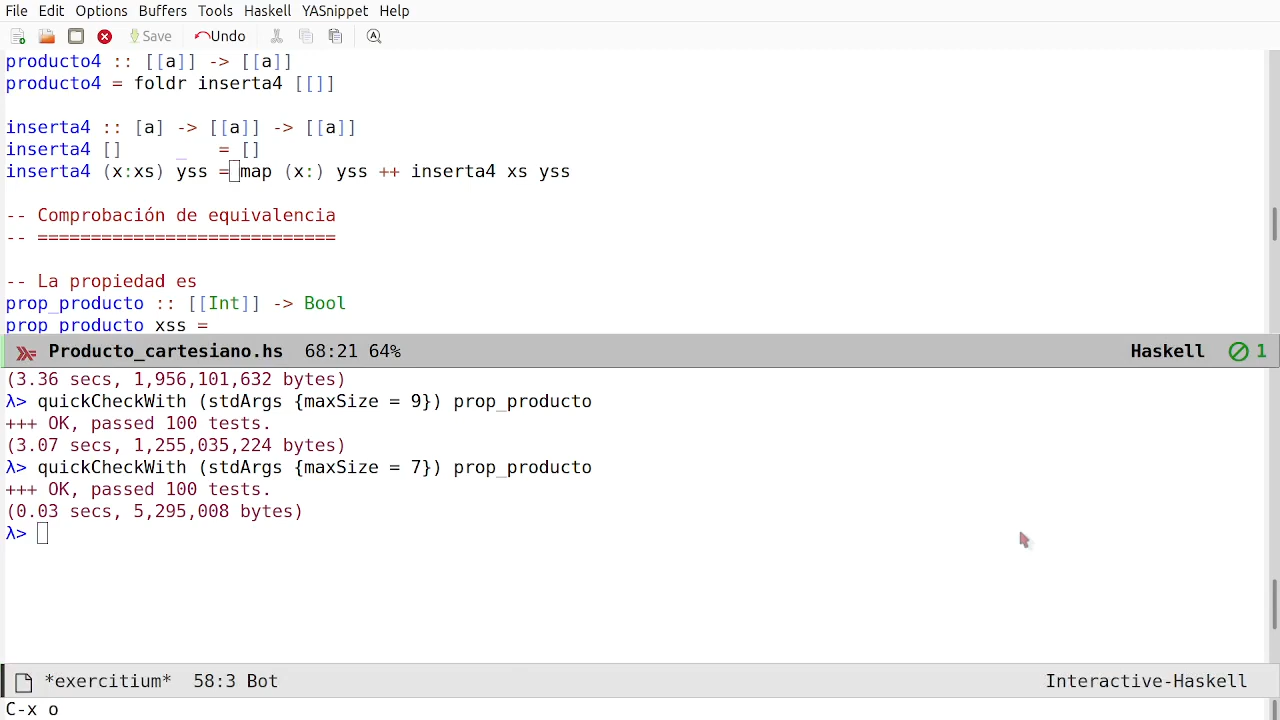 File Edit Options Buffers Tools Haskell YASnippet Help
Save Undo
producto4 :: [[a]] -> [[a]]
producto4 = foldr inserta4 [[]]
inserta4 :: [a] -> [[a]] -> [[a]]
inserta4 [] _ = []
inserta4 (x:xs) yss = map (x:) yss ++ inserta4 xs yss
-- Comprobación de equivalencia
-- ============================
-- La propiedad es
prop_producto :: [[Int]] -> Bool
prop_producto xss =
Producto_cartesiano.hs 68:21 64% Haskell 1
(3.36 secs, 1,956,101,632 bytes)
λ> quickCheckWith (stdArgs {maxSize = 9}) prop_producto
+++ OK, passed 100 tests.
(3.07 secs, 1,255,035,224 bytes)
λ> quickCheckWith (stdArgs {maxSize = 7}) prop_producto
+++ OK, passed 100 tests.
(0.03 secs, 5,295,008 bytes)
λ>
*exercitium* 58:3 Bot Interactive-Haskell
C-x o